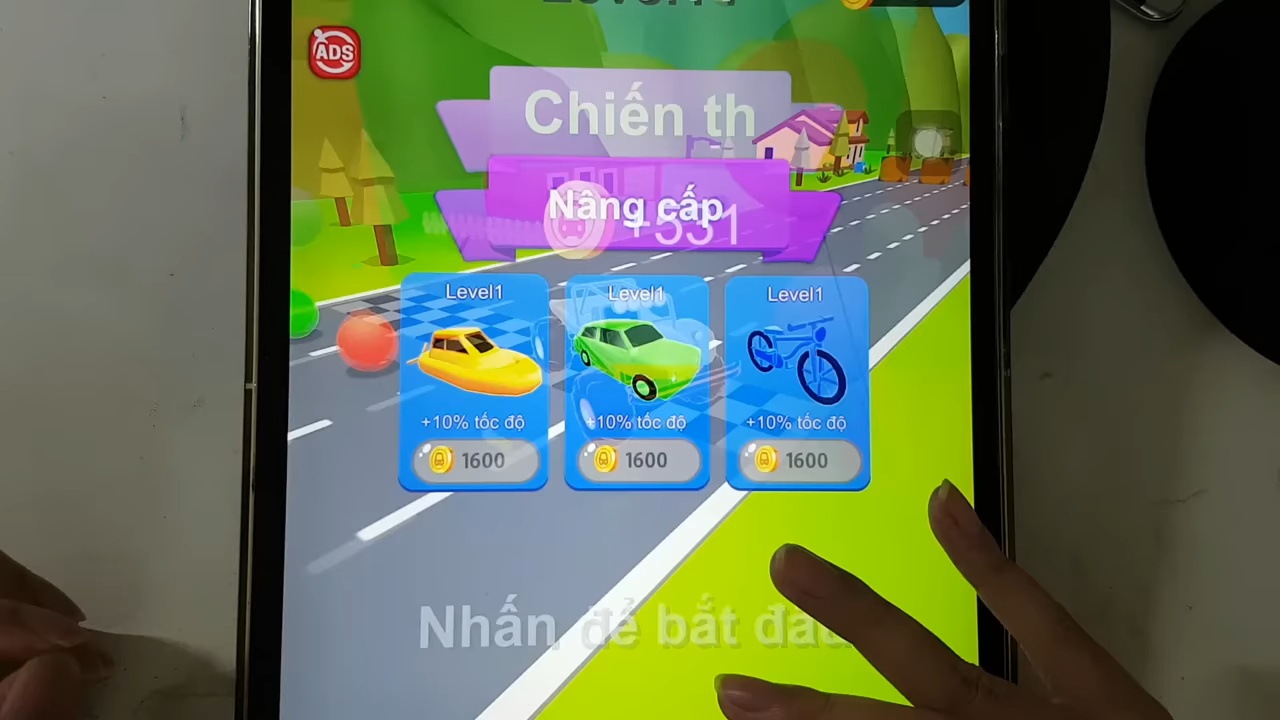 ADS
Chiến th
Nâng cấp
+531
Level1
Level1
Level1
+10% tốc độ
+10% tốc độ
+10% tốc độ
1600
1600
1600
Nhấn để bắt đầu